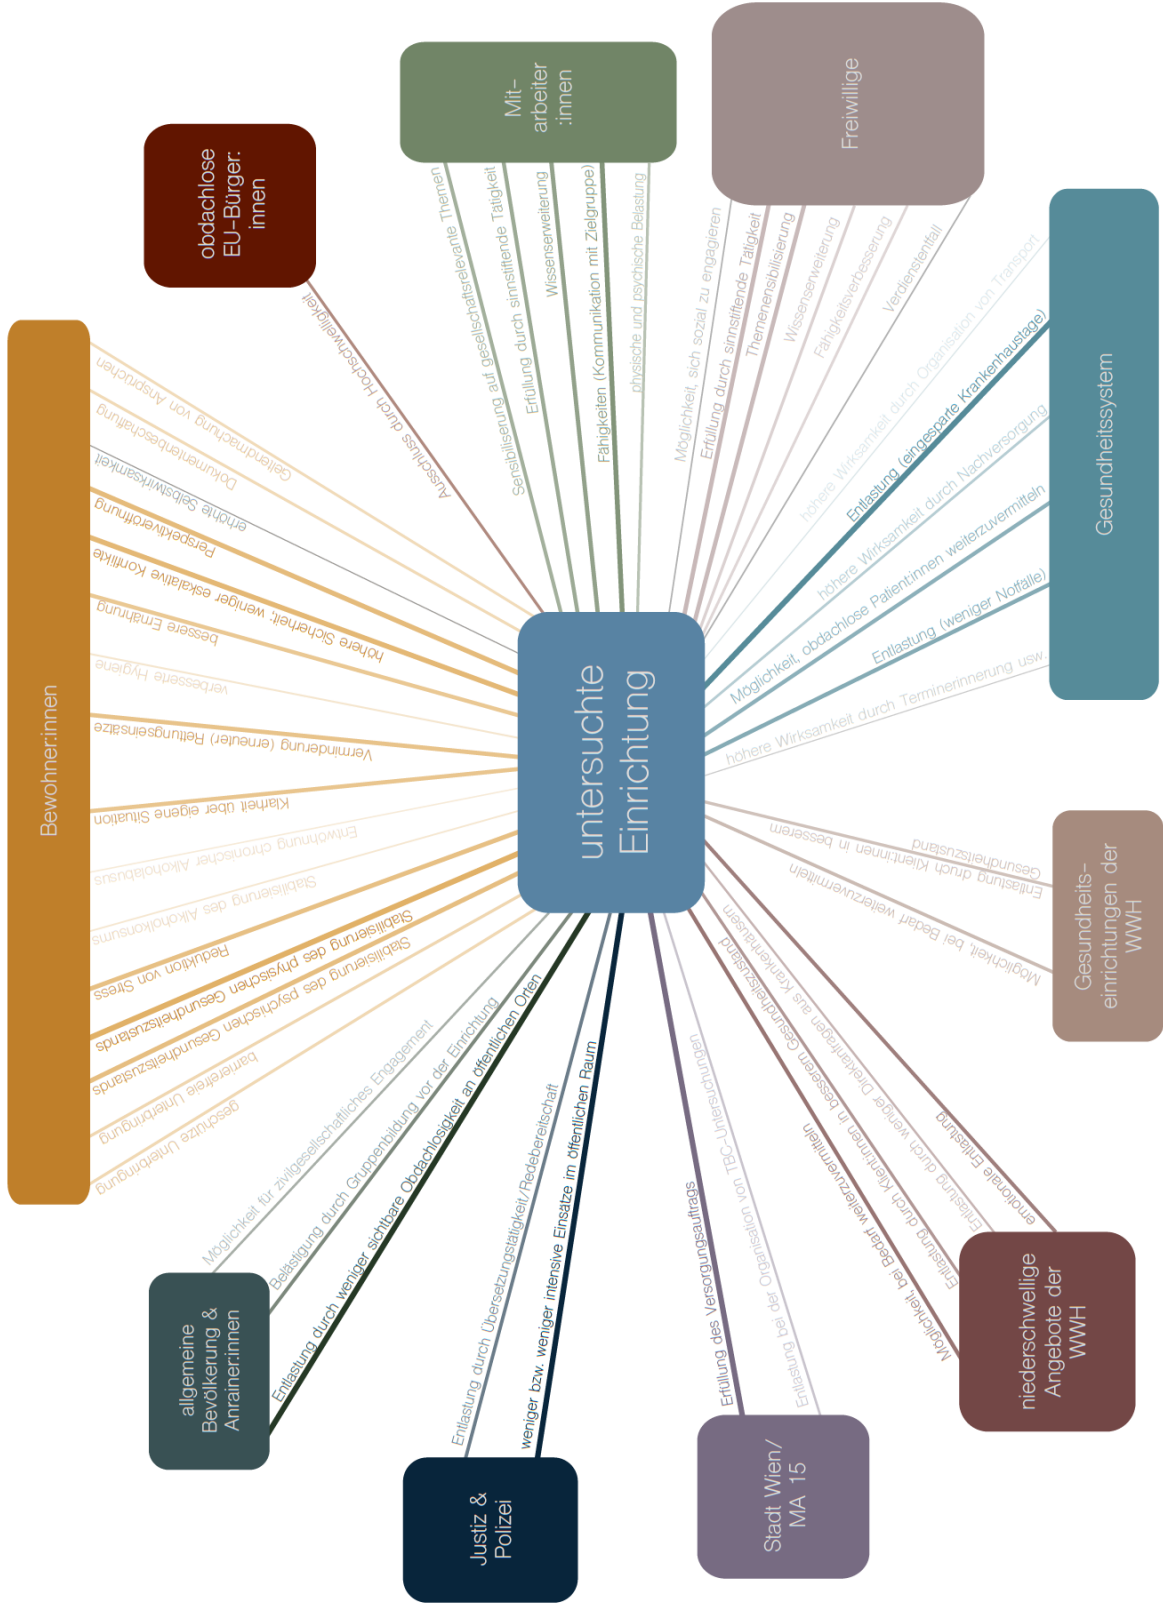 untersuchte
Einrichtung
Bewohner:innen
Geltendmachung von Ansprüchen
Dokumentenbeschaffung
erhöhte Selbstwirksamkeit
Perspektiveröffnung
höhere Sicherheit; weniger eskalative Konflikte
bessere Ernährung
verbesserte Hygiene
Verminderung (erneuter) Rettungseinsätze
Klarheit über eigene Situation
Entwöhnung chronischer Alkoholabusus
Stabilisierung des Alkoholkonsums
Reduktion von Stress
Stabilisierung des physischen Gesundheitszustands
Stabilisierung des psychischen Gesundheitszustands
barrierefreie Unterbringung
geschütze Unterbringung
obdachlose
EU-Bürger:
innen
Ausschluss durch Hochschwelligkeit
Mit-
arbeiter
:innen
Sensibilisierung auf gesellschaftsrelevante Themen
Erfüllung durch sinnstiftende Tätigkeit
Wissenserweiterung
Fähigkeiten (Kommunikation mit Zielgruppe)
physische und psychische Belastung
Freiwillige
Möglichkeit, sich sozial zu engagieren
Erfüllung durch sinnstiftende Tätigkeit
Themensensibilisierung
Wissenserweiterung
Fähigkeitsverbesserung
Verdienstentfall
Gesundheitssystem
höhere Wirksamkeit durch Organisation von Transport
Entlastung (eingesparte Krankenhaustage)
höhere Wirksamkeit durch Nachversorgung
Möglichkeit, obdachlose Patient:innen weiterzuvermitteln
Entlastung (weniger Notfälle)
höhere Wirksamkeit durch Terminerinnerung usw.
Gesundheits-
einrichtungen der
WWH
Entlastung druch Klient:innen in besserem
Gesundheitszustand
Möglichkeit, bei Bedarf weiterzuvermitteln
niederschwellige
Angebote der
WWH
emotionale Entlastung
Entlastung durch weniger Direktanfragen aus Krankenhäusern
Entlastung durch Klient:innen in besserem Gesundheitszustand
Möglichkeit, bei Bedarf weiterzuvermitteln
Stadt Wien/
MA 15
Entlastung bei der Organisation von TBC-Untersuchungen
Erfüllung des Versorgungsauftrags
Justiz &
Polizei
Entlastung durch Übersetzungstätigkeit/Redebereitschaft
weniger bzw. weniger intensive Einsätze im öffentlichen Raum
allgemeine
Bevölkerung &
Anrainer:innen
Möglichkeit für zivilgesellschaftliches Engagement
Belästigung durch Gruppenbildung vor der Einrichtung
Entlastung durch weniger sichtbare Obdachlosigkeit an öffentlichen Orten